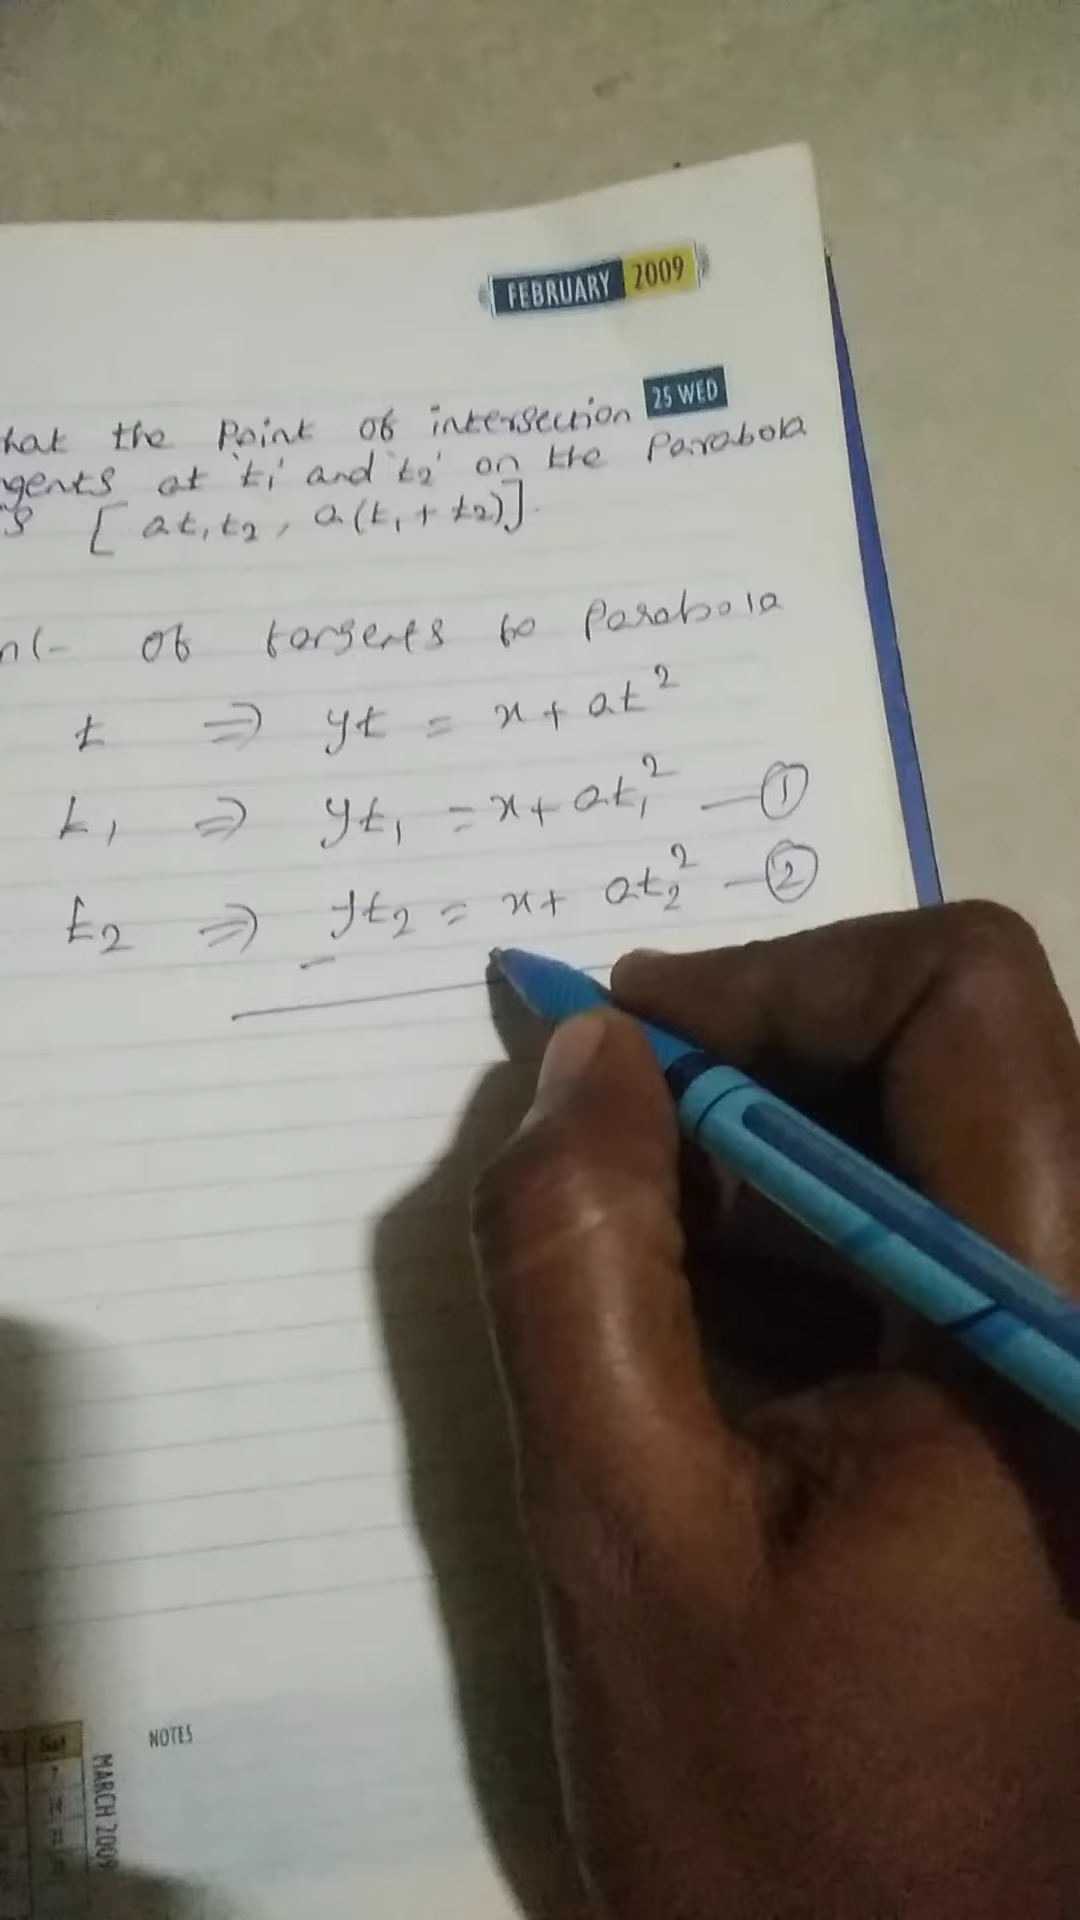 FEBRUARY 2009
25 WED
hat the Point of intersection
gents at 't1' and 't2' on the Parabola
[at1t2, a(t1+t2)].
of tangents to Parabola
t ⇒ yt = x + at²
t1 ⇒ yt1 = x + at1² — ①
t2 ⇒ yt2 = x + at2² — ②
NOTES
MARCH 2009
Sat